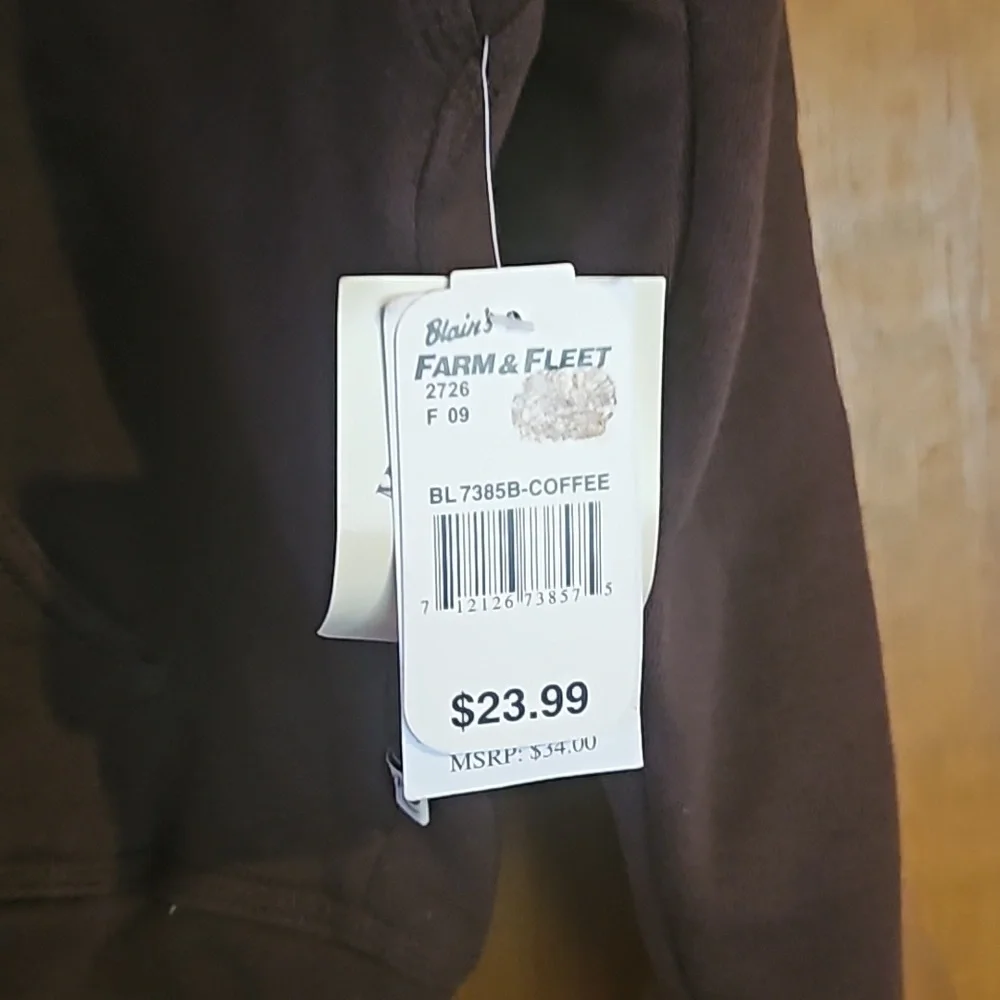 Blain's
FARM & FLEET
2726
F 09
BL7385B-COFFEE
7 12126 73857 5
$23.99
MSRP: $34.00